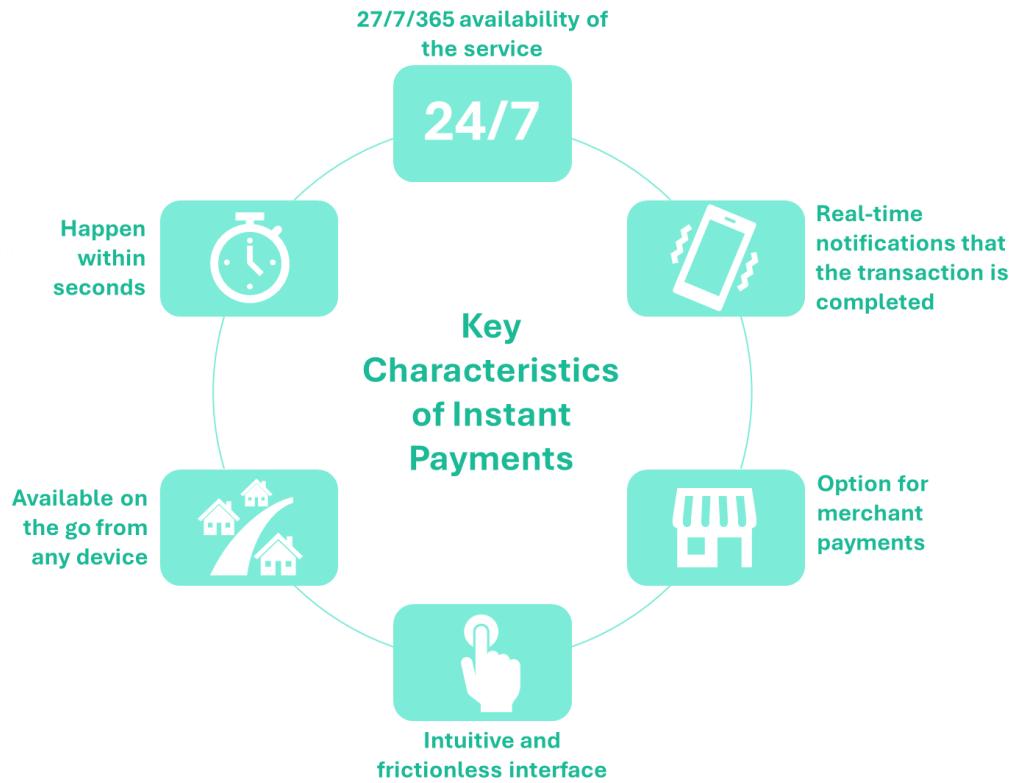 27/7/365 availability of
the service
24/7
Happen
within
seconds
Real-time
notifications that
the transaction is
completed
Key
Characteristics
of Instant
Payments
Available on
the go from
any device
Option for
merchant
payments
Intuitive and
frictionless interface